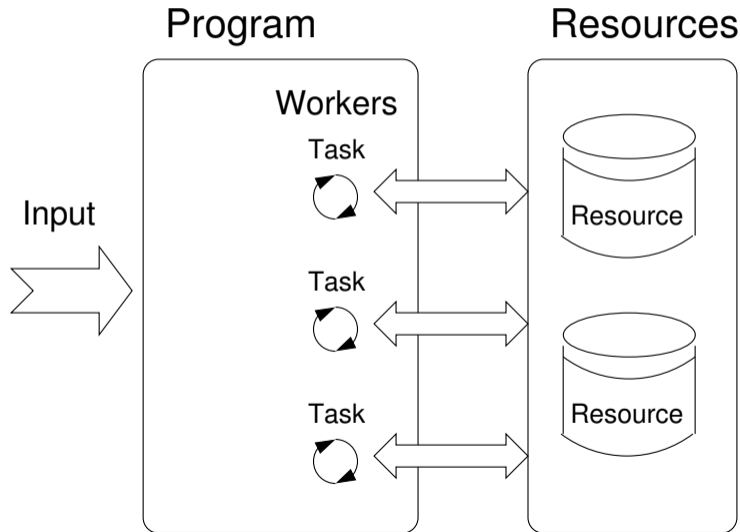 Program
Resources
Workers
Task
Input
Task
Task
Resource
Resource